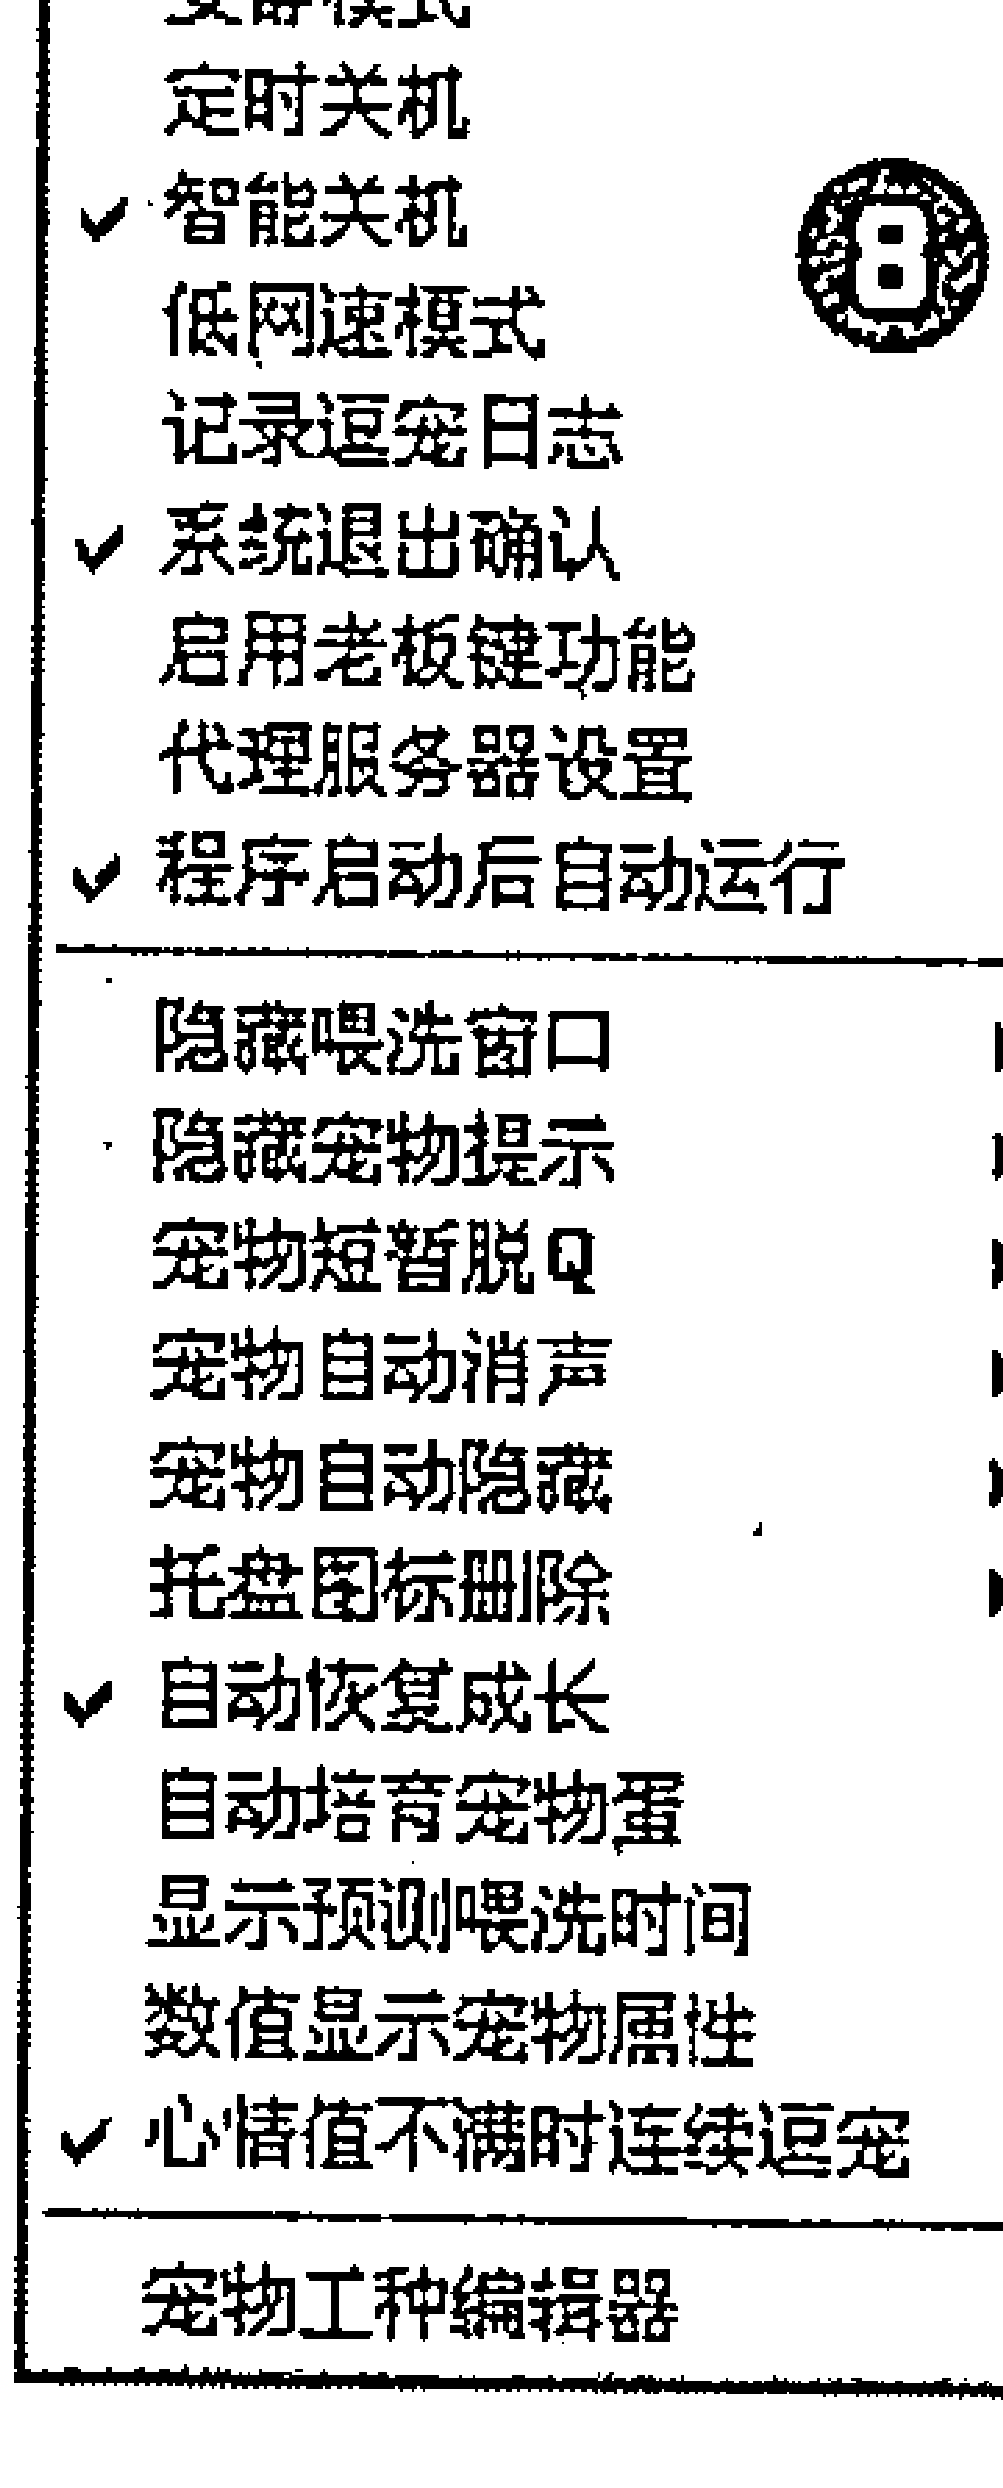 模式
定时关机
智能关机
8
低网速模式
记录逗宠日志
系统退出确认
启用老板键功能
代理服务器设置
程序启动后自动运行
隐藏喂洗窗口
隐藏宠物提示
宠物短暂脱Q
宠物自动消声
宠物自动隐藏
托盘图标删除
自动恢复成长
自动培育宠物蛋
显示预测喂洗时间
数值显示宠物属性
心情值不满时连续逗宠
宠物工种编辑器